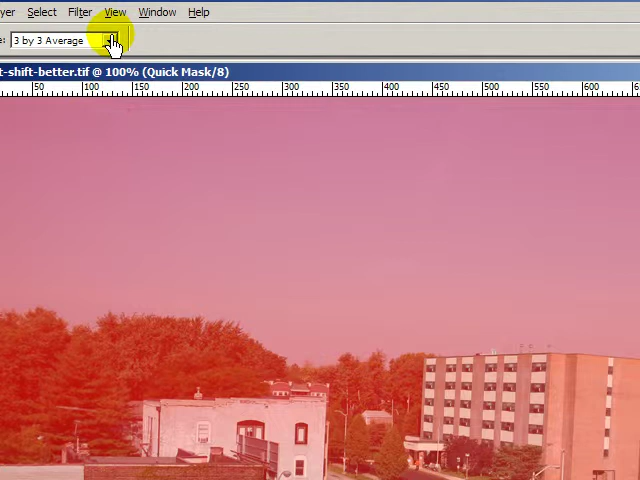 yer Select Filter View Window Help
e: 3 by 3 Average
t-shift-better.tif @ 100% (Quick Mask/8)
50 100 150 200 250 300 350 400 450 500 550 600 6